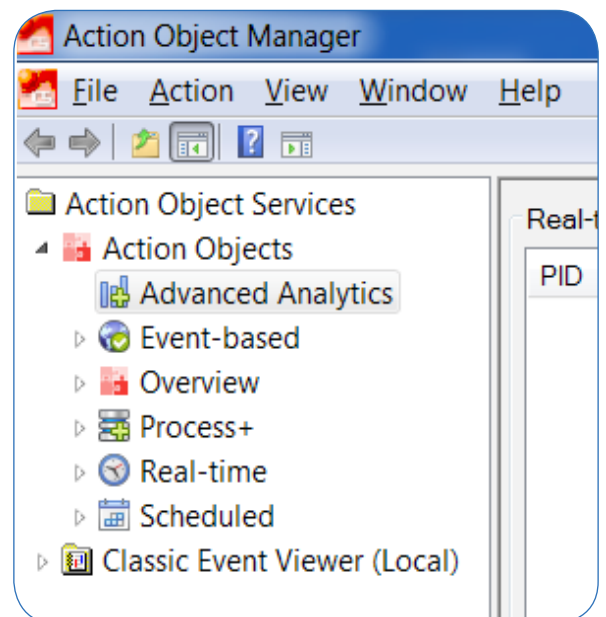 Action Object Manager
File Action View Window Help
Action Object Services
Action Objects
Advanced Analytics
Event-based
Overview
Process+
Real-time
Scheduled
Classic Event Viewer (Local)
Real-t
PID